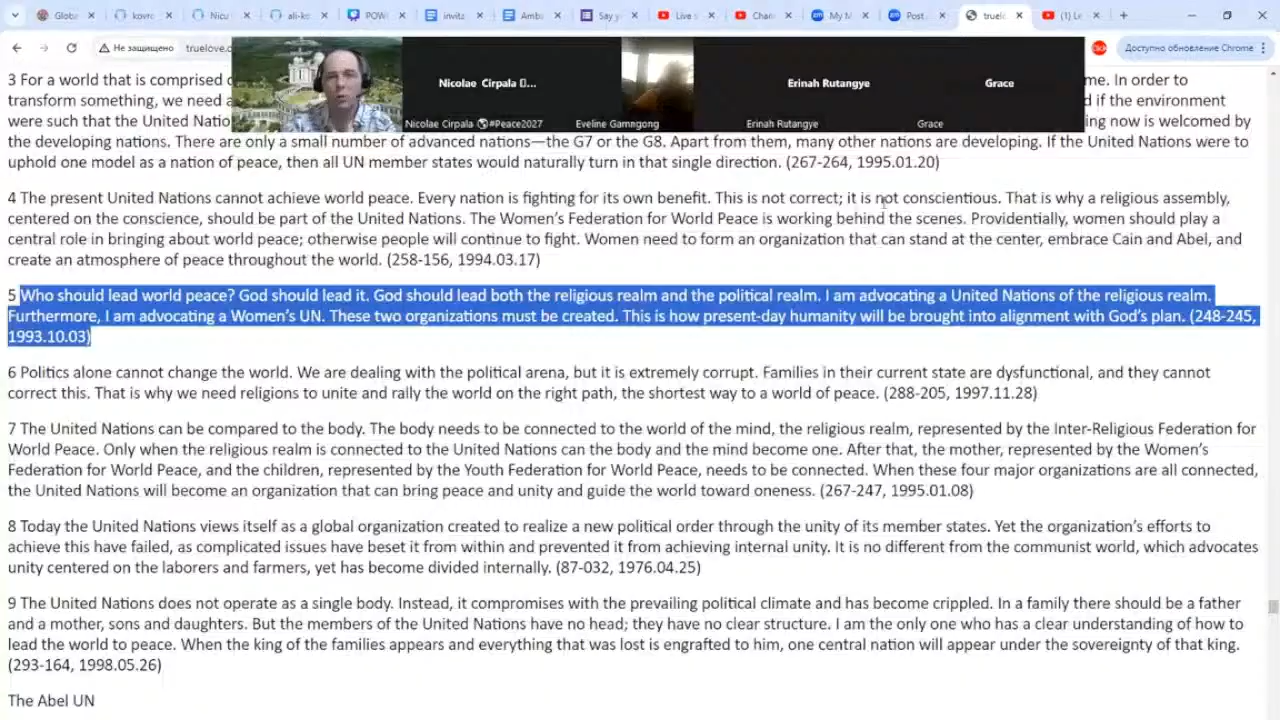 Globa
kovro
Nicu
ali-ko
POWI
invita
Amba
Say y
Live s
Chan
My M
Post
truelo
(1) Le
Не защищено
truelove.
Click
Доступно обновление Chrome
Nicolae Cirpala
Erinah Rutangye
Grace
Nicolae Cirpala #Peace2027
Eveline Gamngong
Erinah Rutangye
Grace
3 For a world that is comprised me. In order to
transform something, we need a if the environment
were such that the United Natio ing now is welcomed by
the developing nations. There are only a small number of advanced nations—the G7 or the G8. Apart from them, many other nations are developing. If the United Nations were to
uphold one model as a nation of peace, then all UN member states would naturally turn in that single direction. (267-264, 1995.01.20)
4 The present United Nations cannot achieve world peace. Every nation is fighting for its own benefit. This is not correct; it is not conscientious. That is why a religious assembly,
centered on the conscience, should be part of the United Nations. The Women's Federation for World Peace is working behind the scenes. Providentially, women should play a
central role in bringing about world peace; otherwise people will continue to fight. Women need to form an organization that can stand at the center, embrace Cain and Abel, and
create an atmosphere of peace throughout the world. (258-156, 1994.03.17)
5 Who should lead world peace? God should lead it. God should lead both the religious realm and the political realm. I am advocating a United Nations of the religious realm.
Furthermore, I am advocating a Women's UN. These two organizations must be created. This is how present-day humanity will be brought into alignment with God's plan. (248-245,
1993.10.03)
6 Politics alone cannot change the world. We are dealing with the political arena, but it is extremely corrupt. Families in their current state are dysfunctional, and they cannot
correct this. That is why we need religions to unite and rally the world on the right path, the shortest way to a world of peace. (288-205, 1997.11.28)
7 The United Nations can be compared to the body. The body needs to be connected to the world of the mind, the religious realm, represented by the Inter-Religious Federation for
World Peace. Only when the religious realm is connected to the United Nations can the body and the mind become one. After that, the mother, represented by the Women's
Federation for World Peace, and the children, represented by the Youth Federation for World Peace, needs to be connected. When these four major organizations are all connected,
the United Nations will become an organization that can bring peace and unity and guide the world toward oneness. (267-247, 1995.01.08)
8 Today the United Nations views itself as a global organization created to realize a new political order through the unity of its member states. Yet the organization's efforts to
achieve this have failed, as complicated issues have beset it from within and prevented it from achieving internal unity. It is no different from the communist world, which advocates
unity centered on the laborers and farmers, yet has become divided internally. (87-032, 1976.04.25)
9 The United Nations does not operate as a single body. Instead, it compromises with the prevailing political climate and has become crippled. In a family there should be a father
and a mother, sons and daughters. But the members of the United Nations have no head; they have no clear structure. I am the only one who has a clear understanding of how to
lead the world to peace. When the king of the families appears and everything that was lost is engrafted to him, one central nation will appear under the sovereignty of that king.
(293-164, 1998.05.26)
The Abel UN